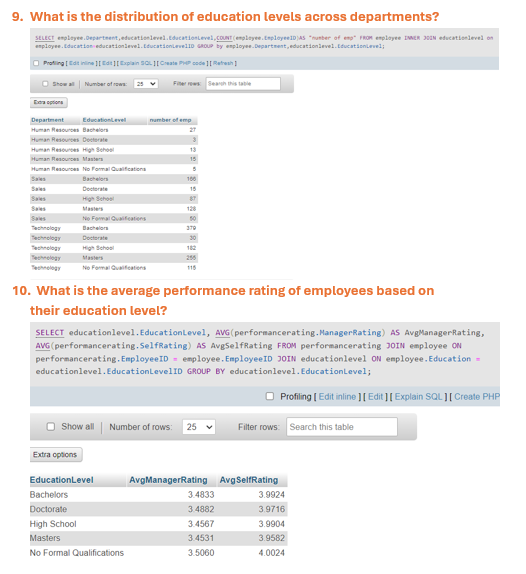 9. What is the distribution of education levels across departments?
SELECT employee.Department,educationlevel.EducationLevel,COUNT(employee.EmployeeID)AS "number of emp" FROM employee INNER JOIN educationlevel on
employee.Education=educationlevel.EducationLevelID GROUP by employee.Department,educationlevel.EducationLevel;
Profiling [ Edit inline ] [ Edit ] [ Explain SQL ] [ Create PHP code ] [ Refresh ]
Show all Number of rows: 25 Filter rows: Search this table
Extra options
Department EducationLevel number of emp
Human Resources Bachelors 27
Human Resources Doctorate 3
Human Resources High School 13
Human Resources Masters 15
Human Resources No Formal Qualifications 5
Sales Bachelors
Sales Doctorate 15
Sales High School 87
Sales Masters 128
Sales No Formal Qualifications 50
Technology Bachelors 379
Technology Doctorate 30
Technology High School 182
Technology Masters
Technology No Formal Qualifications 115
10. What is the average performance rating of employees based on
their education level?
SELECT educationlevel.EducationLevel, AVG(performancerating.ManagerRating) AS AvgManagerRating,
AVG(performancerating.SelfRating) AS AvgSelfRating FROM performancerating JOIN employee ON
performancerating.EmployeeID = employee.EmployeeID JOIN educationlevel ON employee.Education =
educationlevel.EducationLevelID GROUP BY educationlevel.EducationLevel;
Profiling [ Edit inline ] [ Edit ] [ Explain SQL ] [ Create PHP
Show all Number of rows: 25 Filter rows: Search this table
Extra options
EducationLevel AvgManagerRating AvgSelfRating
Bachelors 3.4833 3.9924
Doctorate 3.4882 3.9716
High School 3.4567 3.9904
Masters 3.4531 3.9582
No Formal Qualifications 3.5060 4.0024